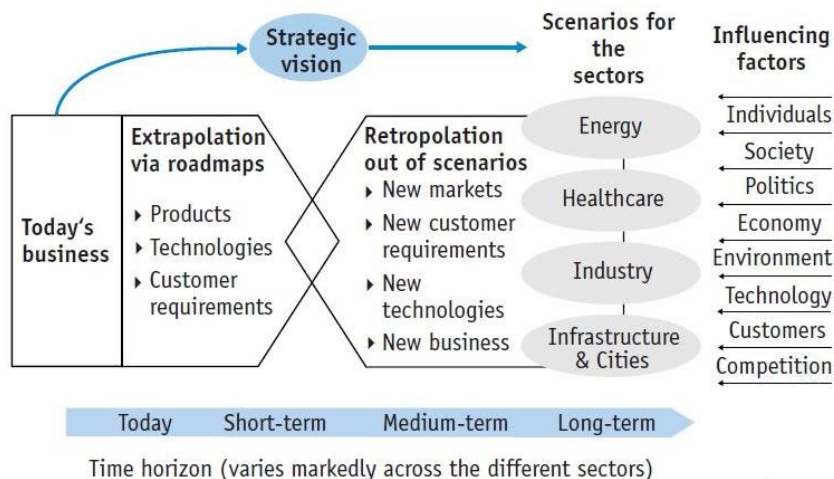 Strategic
vision
Scenarios for
the
sectors
Influencing
factors
Today's
business
Extrapolation
via roadmaps
Products
Technologies
Customer
requirements
Retropolation
out of scenarios
New markets
New customer
requirements
New
technologies
New business
Energy
Healthcare
Industry
Infrastructure
& Cities
Individuals
Society
Politics
Economy
Environment
Technology
Customers
Competition
Today Short-term Medium-term Long-term
Time horizon (varies markedly across the different sectors)